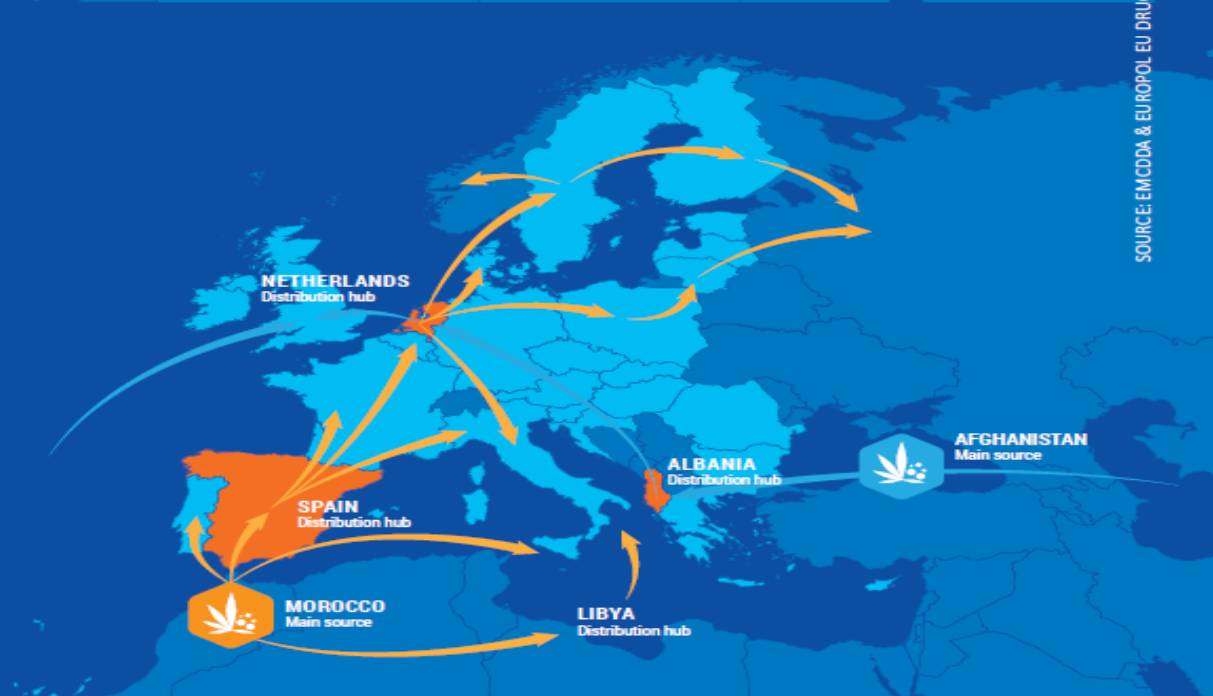 SOURCE: EMCDDA & EUROPOL EU
NETHERLANDS
Distribution hub
AFGHANISTAN
Main source
ALBANIA
Distribution hub
SPAIN
Distribution hub
MOROCCO
Main source
LIBYA
Distribution hub